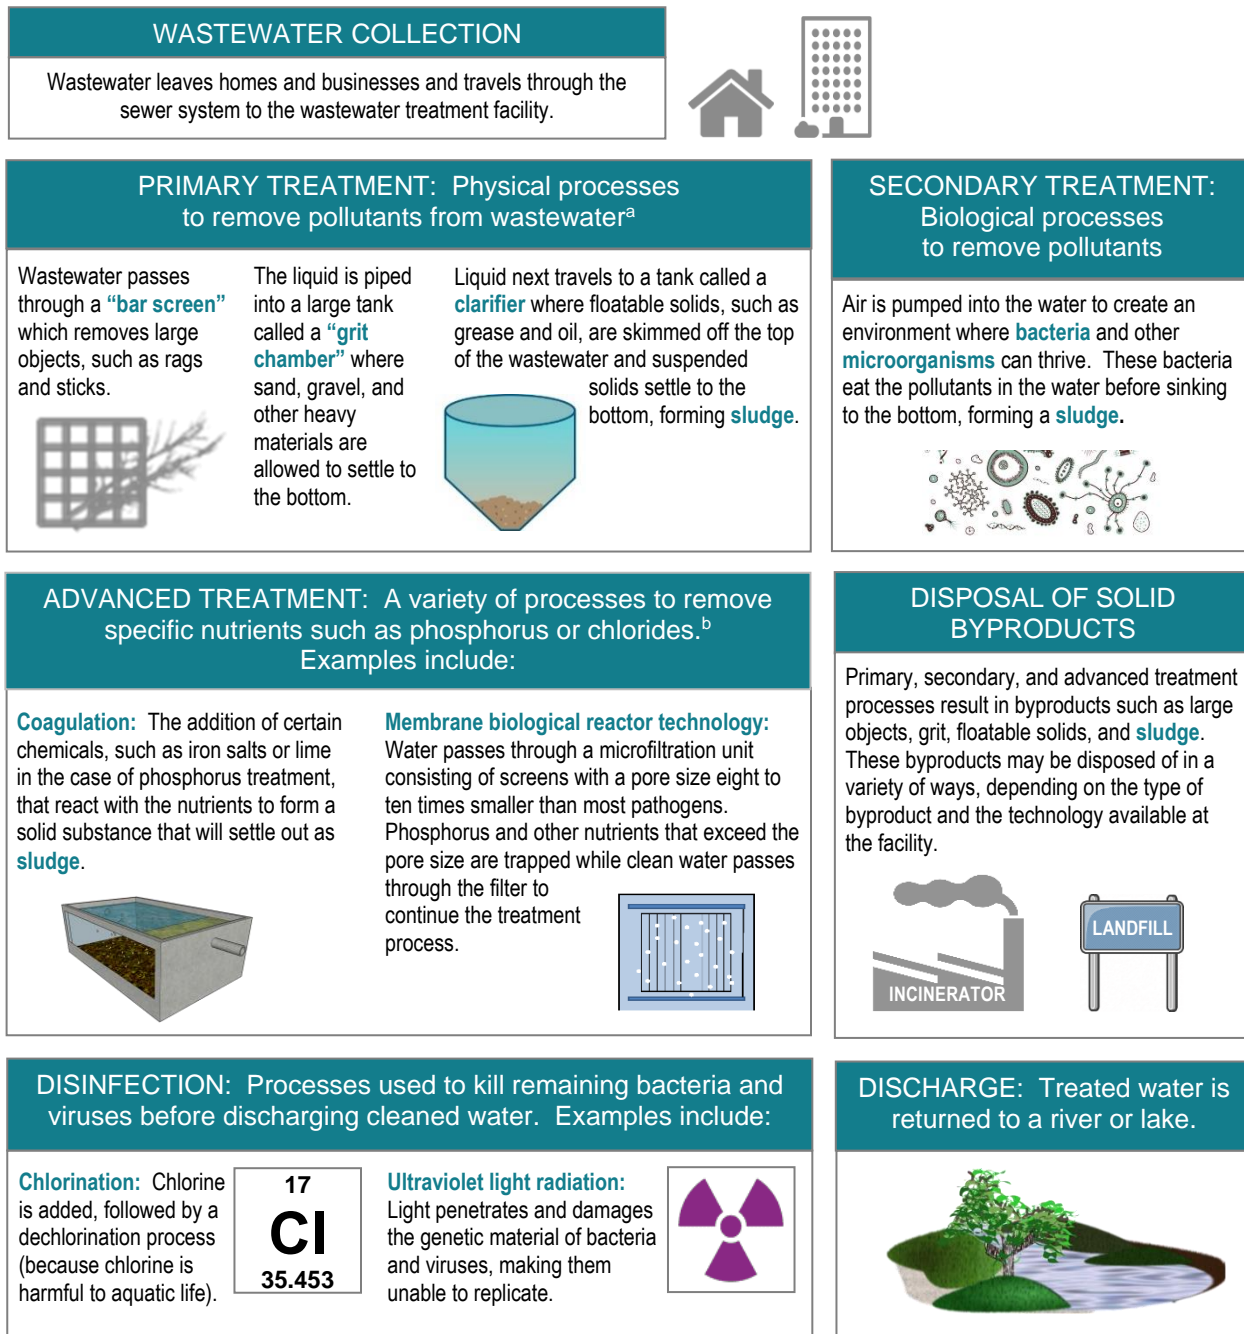 WASTEWATER COLLECTION
Wastewater leaves homes and businesses and travels through the
sewer system to the wastewater treatment facility.
PRIMARY TREATMENT: Physical processes
to remove pollutants from wastewaterᵃ
Wastewater passes
through a “bar screen”
which removes large
objects, such as rags
and sticks.
The liquid is piped
into a large tank
called a “grit
chamber” where
sand, gravel, and
other heavy
materials are
allowed to settle to
the bottom.
Liquid next travels to a tank called a
clarifier where floatable solids, such as
grease and oil, are skimmed off the top
of the wastewater and suspended
solids settle to the
bottom, forming sludge.
SECONDARY TREATMENT:
Biological processes
to remove pollutants
Air is pumped into the water to create an
environment where bacteria and other
microorganisms can thrive. These bacteria
eat the pollutants in the water before sinking
to the bottom, forming a sludge.
ADVANCED TREATMENT: A variety of processes to remove
specific nutrients such as phosphorus or chlorides.ᵇ
Examples include:
Coagulation: The addition of certain
chemicals, such as iron salts or lime
in the case of phosphorus treatment,
that react with the nutrients to form a
solid substance that will settle out as
sludge.
Membrane biological reactor technology:
Water passes through a microfiltration unit
consisting of screens with a pore size eight to
ten times smaller than most pathogens.
Phosphorus and other nutrients that exceed the
pore size are trapped while clean water passes
through the filter to
continue the treatment
process.
DISPOSAL OF SOLID
BYPRODUCTS
Primary, secondary, and advanced treatment
processes result in byproducts such as large
objects, grit, floatable solids, and sludge.
These byproducts may be disposed of in a
variety of ways, depending on the type of
byproduct and the technology available at
the facility.
INCINERATOR
LANDFILL
DISINFECTION: Processes used to kill remaining bacteria and
viruses before discharging cleaned water. Examples include:
Chlorination: Chlorine
is added, followed by a
dechlorination process
(because chlorine is
harmful to aquatic life).
17
Cl
35.453
Ultraviolet light radiation:
Light penetrates and damages
the genetic material of bacteria
and viruses, making them
unable to replicate.
DISCHARGE: Treated water is
returned to a river or lake.